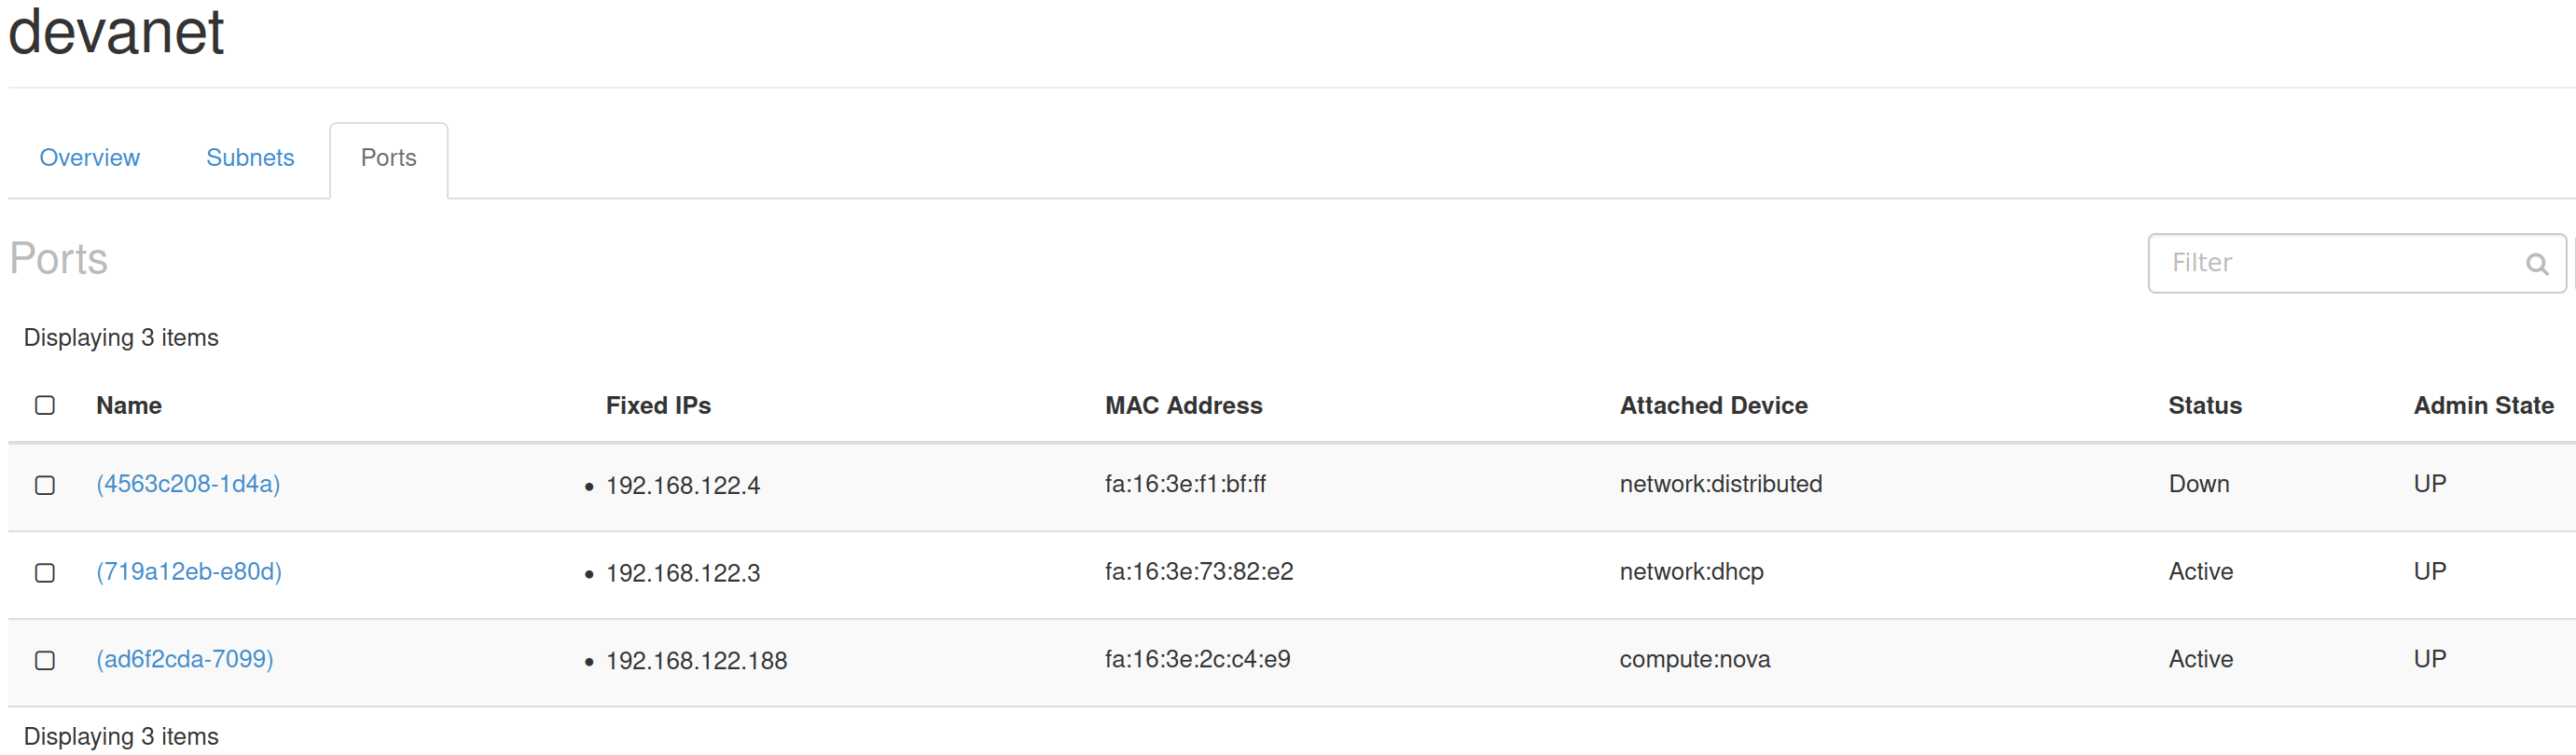 devanet
Overview Subnets Ports
Ports
Filter
Displaying 3 items
Name Fixed IPs MAC Address Attached Device Status Admin State
(4563c208-1d4a) • 192.168.122.4 fa:16:3e:f1:bf:ff network:distributed Down UP
(719a12eb-e80d) • 192.168.122.3 fa:16:3e:73:82:e2 network:dhcp Active UP
(ad6f2cda-7099) • 192.168.122.188 fa:16:3e:2c:c4:e9 compute:nova Active UP
Displaying 3 items